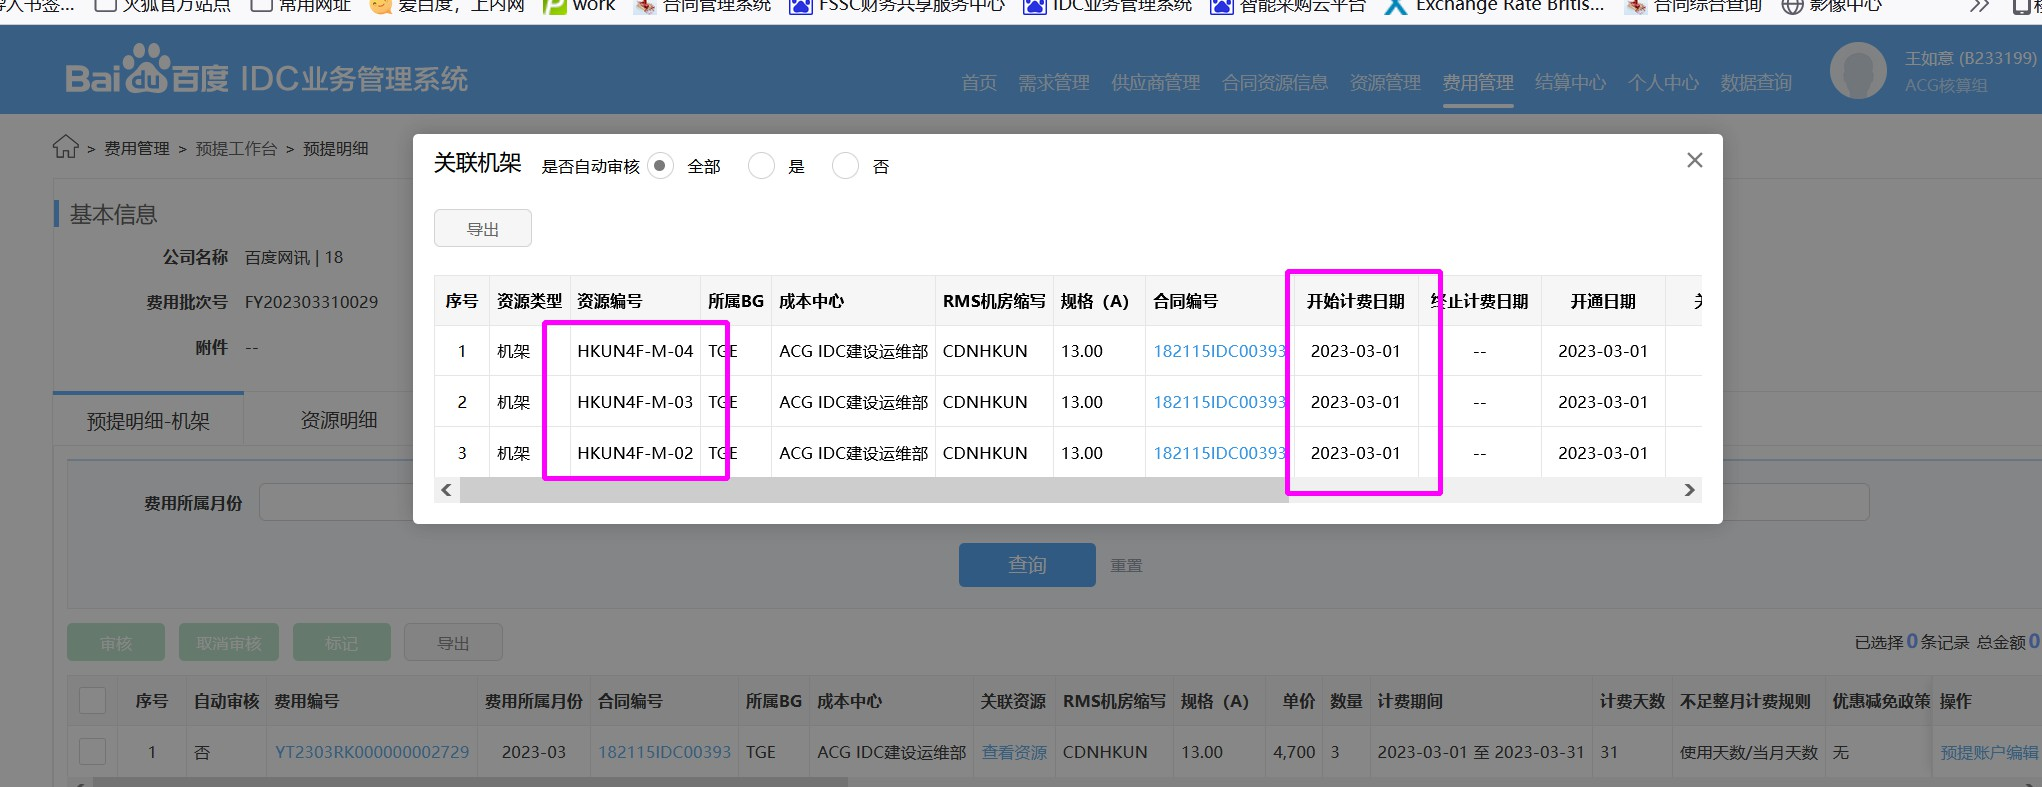 导入书签... 火狐官方站点 常用网址 爱百度，上内网 work 合同管理系统 FSSC财务共享服务中心 IDC业务管理系统 智能采购云平台 Exchange Rate Britis... 合同综合查询 影像中心
Baidu百度 IDC业务管理系统
首页 需求管理 供应商管理 合同资源信息 资源管理 费用管理 结算中心 个人中心 数据查询
王如意 (B233199)
ACG核算组
> 费用管理 > 预提工作台 > 预提明细
关联机架 是否自动审核 全部 是 否
导出
序号 资源类型 资源编号 所属BG 成本中心 RMS机房缩写 规格（A） 合同编号 开始计费日期 终止计费日期 开通日期
1 机架 HKUN4F-M-04 TGE ACG IDC建设运维部 CDNHKUN 13.00 182115IDC00393 2023-03-01 -- 2023-03-01
2 机架 HKUN4F-M-03 TGE ACG IDC建设运维部 CDNHKUN 13.00 182115IDC00393 2023-03-01 -- 2023-03-01
3 机架 HKUN4F-M-02 TGE ACG IDC建设运维部 CDNHKUN 13.00 182115IDC00393 2023-03-01 -- 2023-03-01
基本信息
公司名称 百度网讯 | 18
费用批次号 FY202303310029
附件 --
预提明细-机架 资源明细
费用所属月份
查询 重置
审核 取消审核 标记 导出
已选择0条记录 总金额0
序号 自动审核 费用编号 费用所属月份 合同编号 所属BG 成本中心 关联资源 RMS机房缩写 规格（A） 单价 数量 计费期间 计费天数 不足整月计费规则 优惠减免政策 操作
1 否 YT2303RK000000002729 2023-03 182115IDC00393 TGE ACG IDC建设运维部 查看资源 CDNHKUN 13.00 4,700 3 2023-03-01 至 2023-03-31 31 使用天数/当月天数 无 预提账户编辑